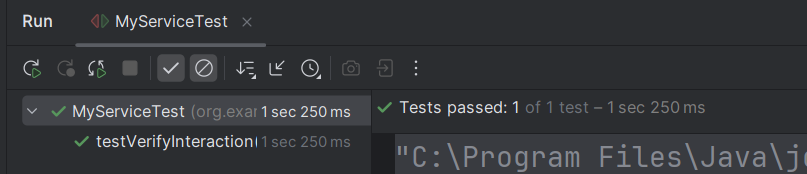 Run MyServiceTest
MyServiceTest (org.exa 1 sec 250 ms
testVerifyInteraction( 1 sec 250 ms
Tests passed: 1 of 1 test – 1 sec 250 ms
"C:\Program Files\Java\j